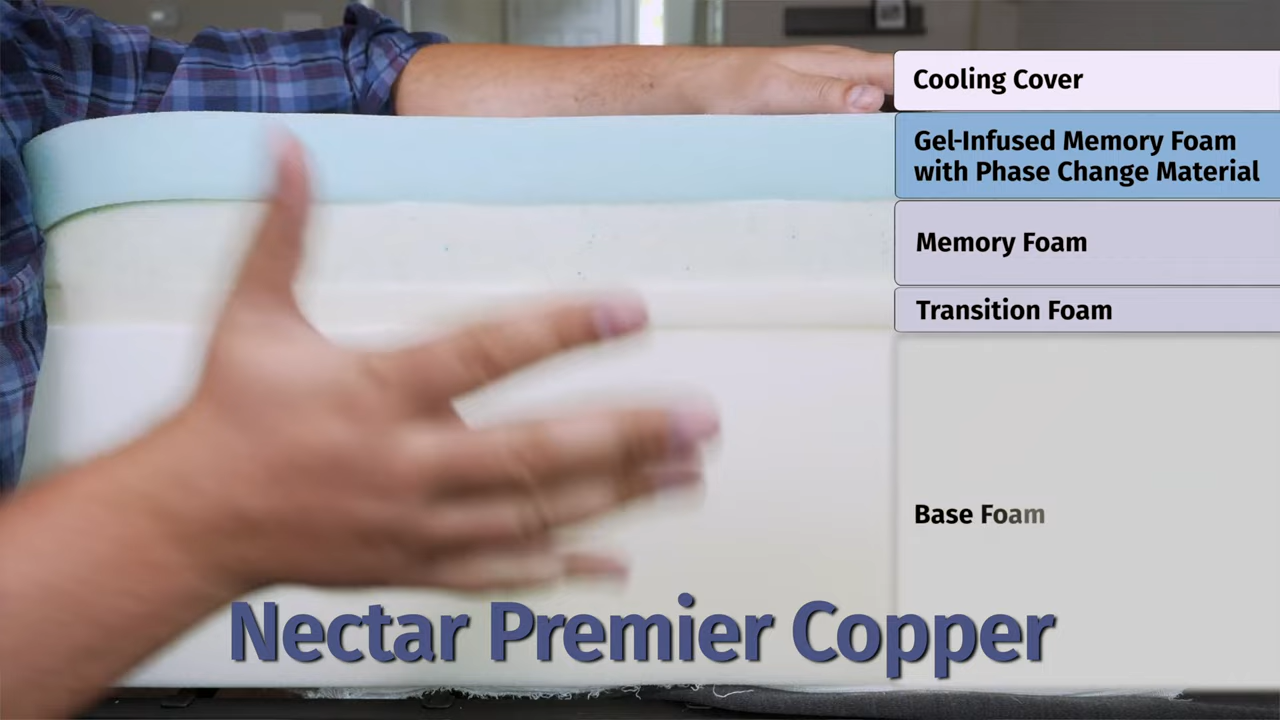 Cooling Cover
Gel-Infused Memory Foam
with Phase Change Material
Memory Foam
Transition Foam
Base Foam
Nectar Premier Copper